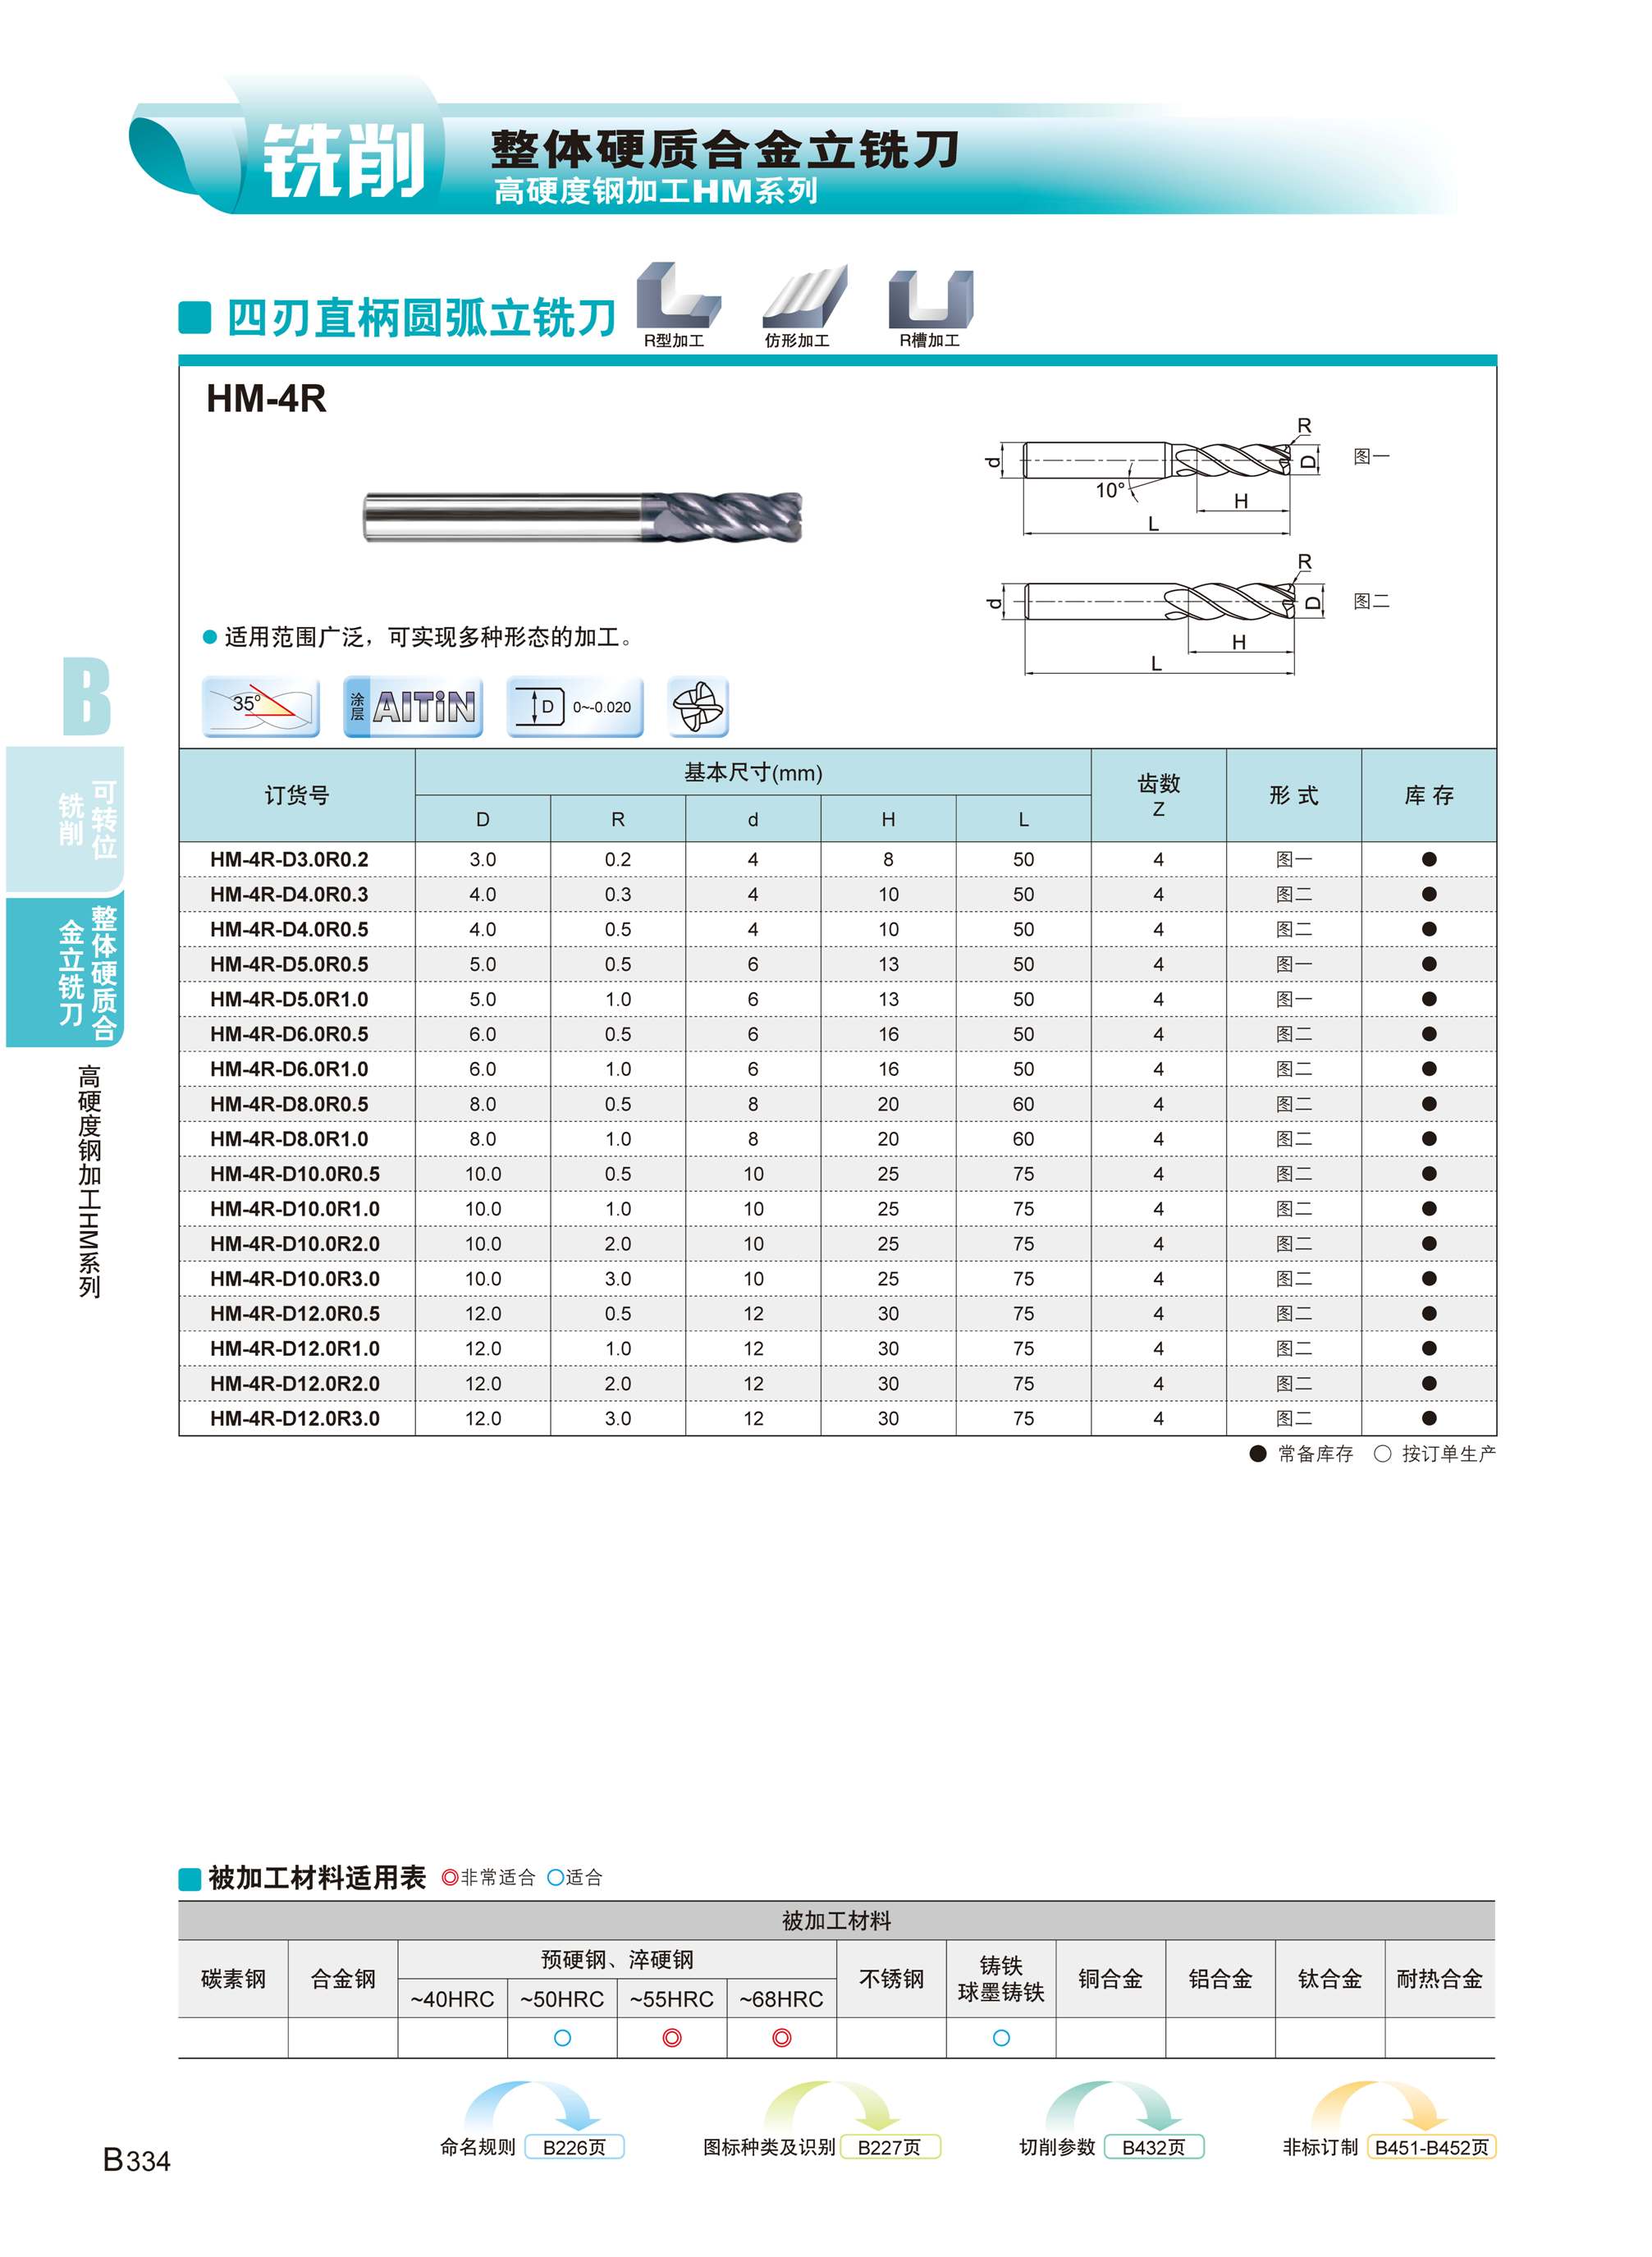 铣削
整体硬质合金立铣刀
高硬度钢加工HM系列
四刃直柄圆弧立铣刀
R型加工 仿形加工 R槽加工
HM-4R
R
d D 图一
10°
H
L
R
d D 图二
H
L
● 适用范围广泛，可实现多种形态的加工。
35° 涂层 AlTiN D 0~-0.020
B
可转位
铣削
整体硬质合
金立铣刀
高硬度钢加工HM系列
订货号 基本尺寸(mm) 齿数 Z 形 式 库 存
D R d H L
HM-4R-D3.0R0.2 3.0 0.2 4 8 50 4 图一 ●
HM-4R-D4.0R0.3 4.0 0.3 4 10 50 4 图二 ●
HM-4R-D4.0R0.5 4.0 0.5 4 10 50 4 图二 ●
HM-4R-D5.0R0.5 5.0 0.5 6 13 50 4 图一 ●
HM-4R-D5.0R1.0 5.0 1.0 6 13 50 4 图一 ●
HM-4R-D6.0R0.5 6.0 0.5 6 16 50 4 图二 ●
HM-4R-D6.0R1.0 6.0 1.0 6 16 50 4 图二 ●
HM-4R-D8.0R0.5 8.0 0.5 8 20 60 4 图二 ●
HM-4R-D8.0R1.0 8.0 1.0 8 20 60 4 图二 ●
HM-4R-D10.0R0.5 10.0 0.5 10 25 75 4 图二 ●
HM-4R-D10.0R1.0 10.0 1.0 10 25 75 4 图二 ●
HM-4R-D10.0R2.0 10.0 2.0 10 25 75 4 图二 ●
HM-4R-D10.0R3.0 10.0 3.0 10 25 75 4 图二 ●
HM-4R-D12.0R0.5 12.0 0.5 12 30 75 4 图二 ●
HM-4R-D12.0R1.0 12.0 1.0 12 30 75 4 图二 ●
HM-4R-D12.0R2.0 12.0 2.0 12 30 75 4 图二 ●
HM-4R-D12.0R3.0 12.0 3.0 12 30 75 4 图二 ●
● 常备库存 ○ 按订单生产
被加工材料适用表 ◎非常适合 ○适合
被加工材料
碳素钢 合金钢 预硬钢、淬硬钢 不锈钢 铸铁 球墨铸铁 铜合金 铝合金 钛合金 耐热合金
~40HRC ~50HRC ~55HRC ~68HRC
○ ◎ ◎ ○
命名规则 B226页 图标种类及识别 B227页 切削参数 B432页 非标订制 B451-B452页
B334